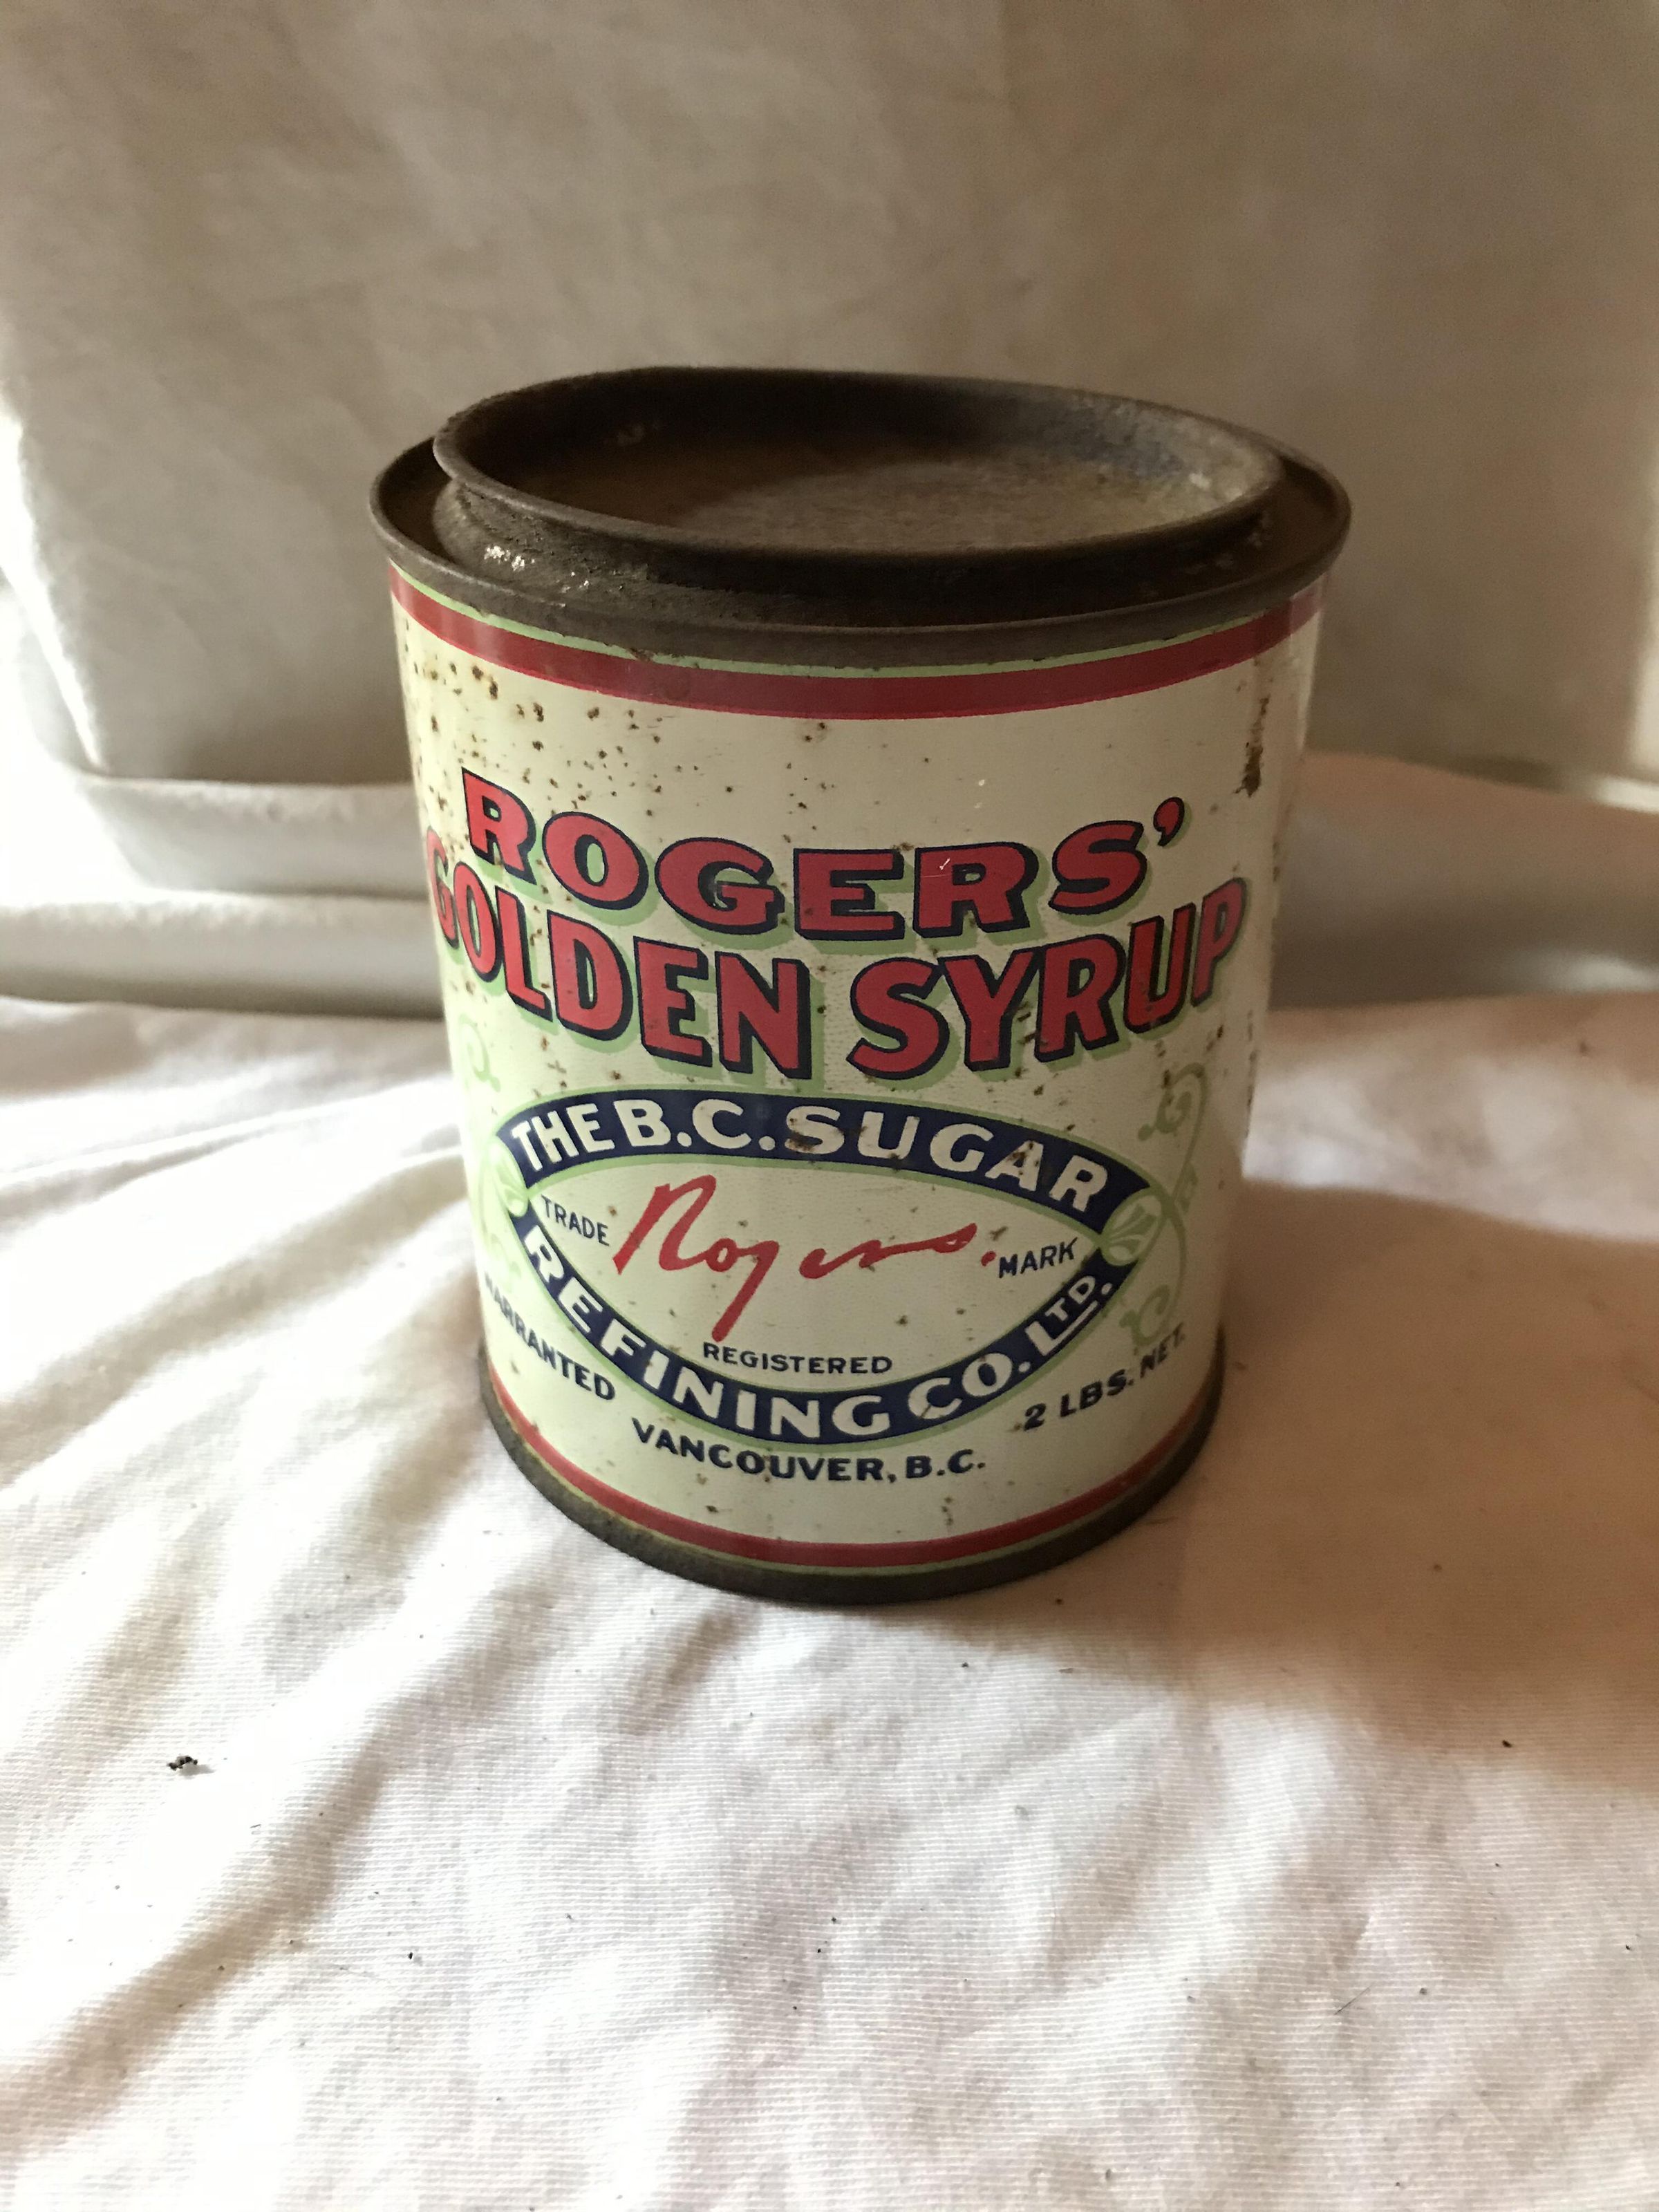 ROGERS'
GOLDEN SYRUP
THE B.C. SUGAR
TRADE Rogers. MARK
REGISTERED
REFINING CO. LTD.
WARRANTED
2 LBS. NET.
VANCOUVER, B.C.